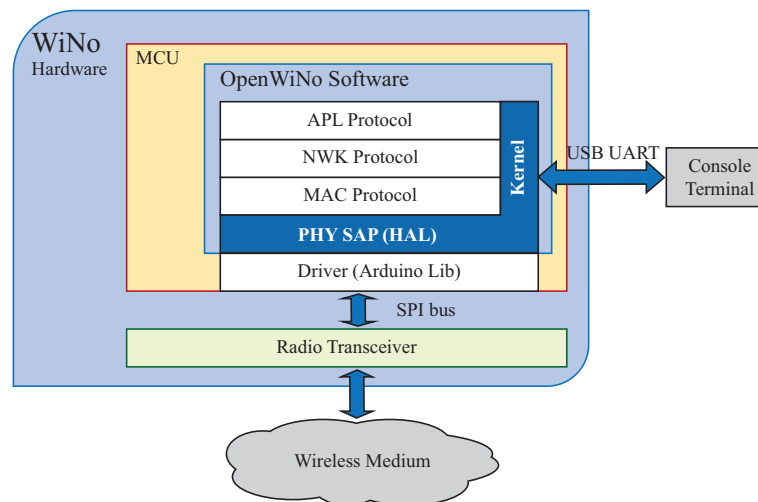 WiNo
Hardware
MCU
OpenWiNo Software
APL Protocol
NWK Protocol
MAC Protocol
PHY SAP (HAL)
Kernel
Driver (Arduino Lib)
USB UART
Console
Terminal
SPI bus
Radio Transceiver
Wireless Medium